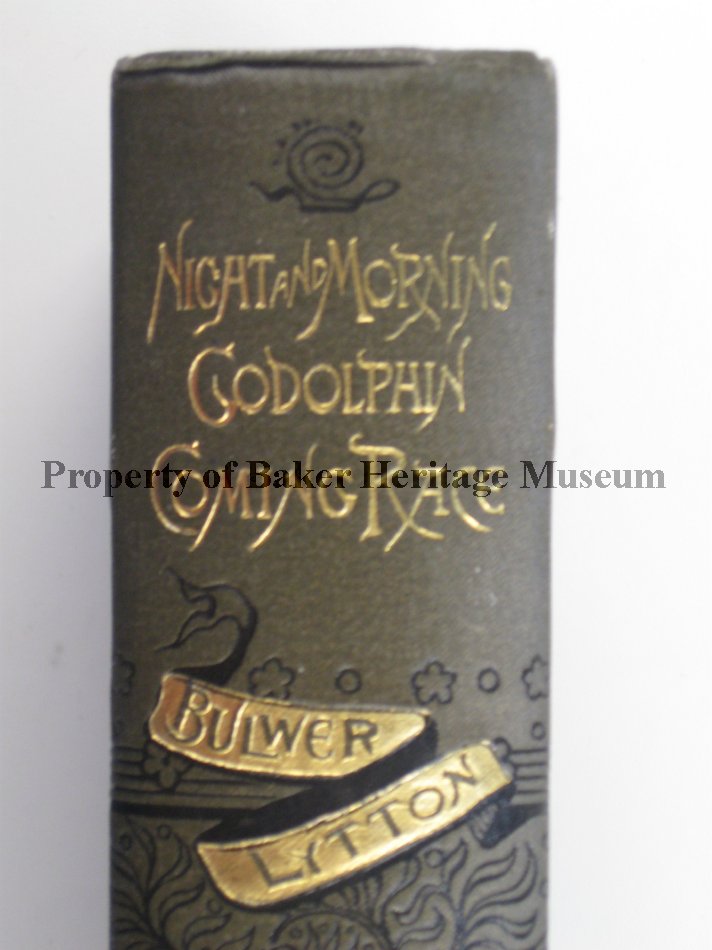 NIGHT AND MORNING
GODOLPHIN
Property of Baker Heritage Museum
COMING RACE
BULWER
LYTTON